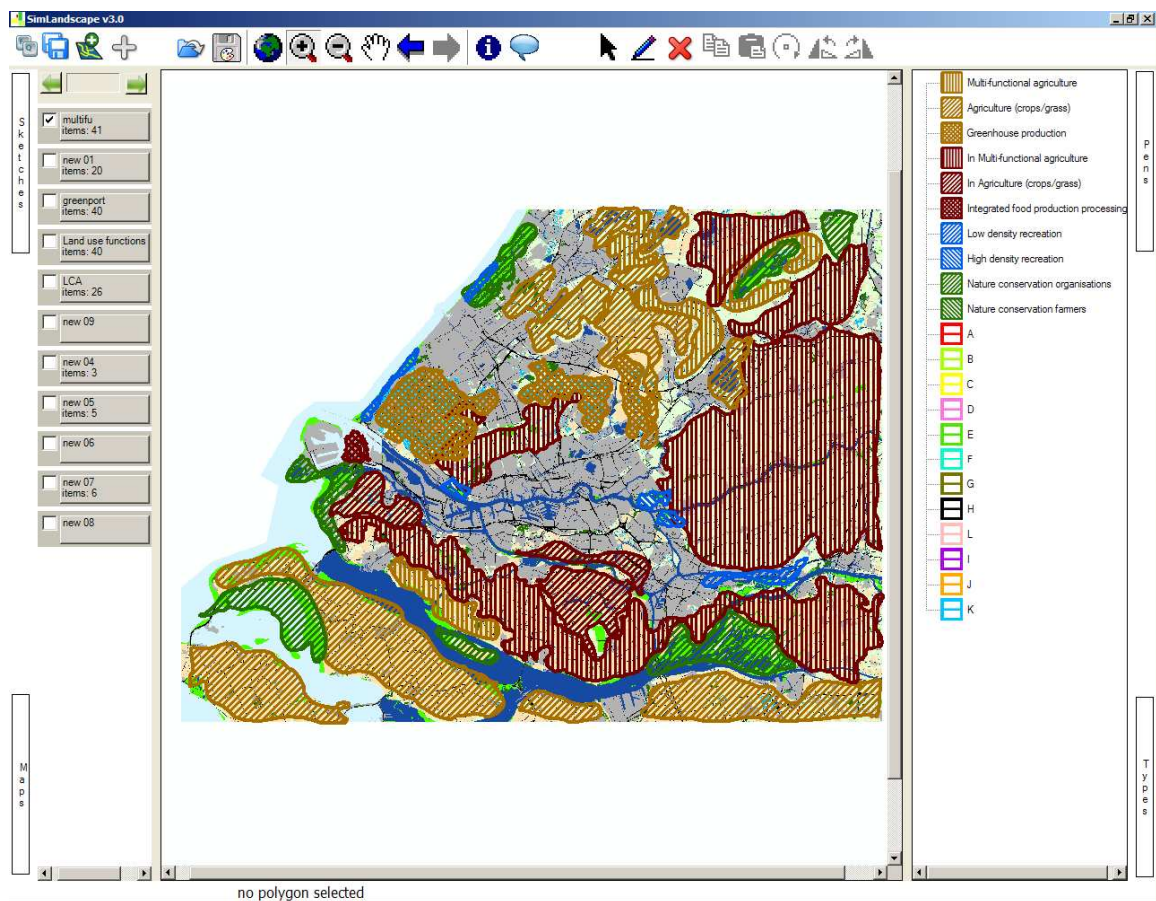 SimLandscape v3.0
Sketches
multifu
items: 41
new 01
items: 20
greenport
items: 40
Land use functions
items: 40
LCA
items: 26
new 09
new 04
items: 3
new 05
items: 5
new 06
new 07
items: 6
new 08
Maps
Multi-functional agriculture
Agriculture (crops/grass)
Greenhouse production
In Multi-functional agriculture
In Agriculture (crops/grass)
Integrated food production processing
Low density recreation
High density recreation
Nature conservation organisations
Nature conservation farmers
A
B
C
D
E
F
G
H
L
I
J
K
Pens
Types
no polygon selected